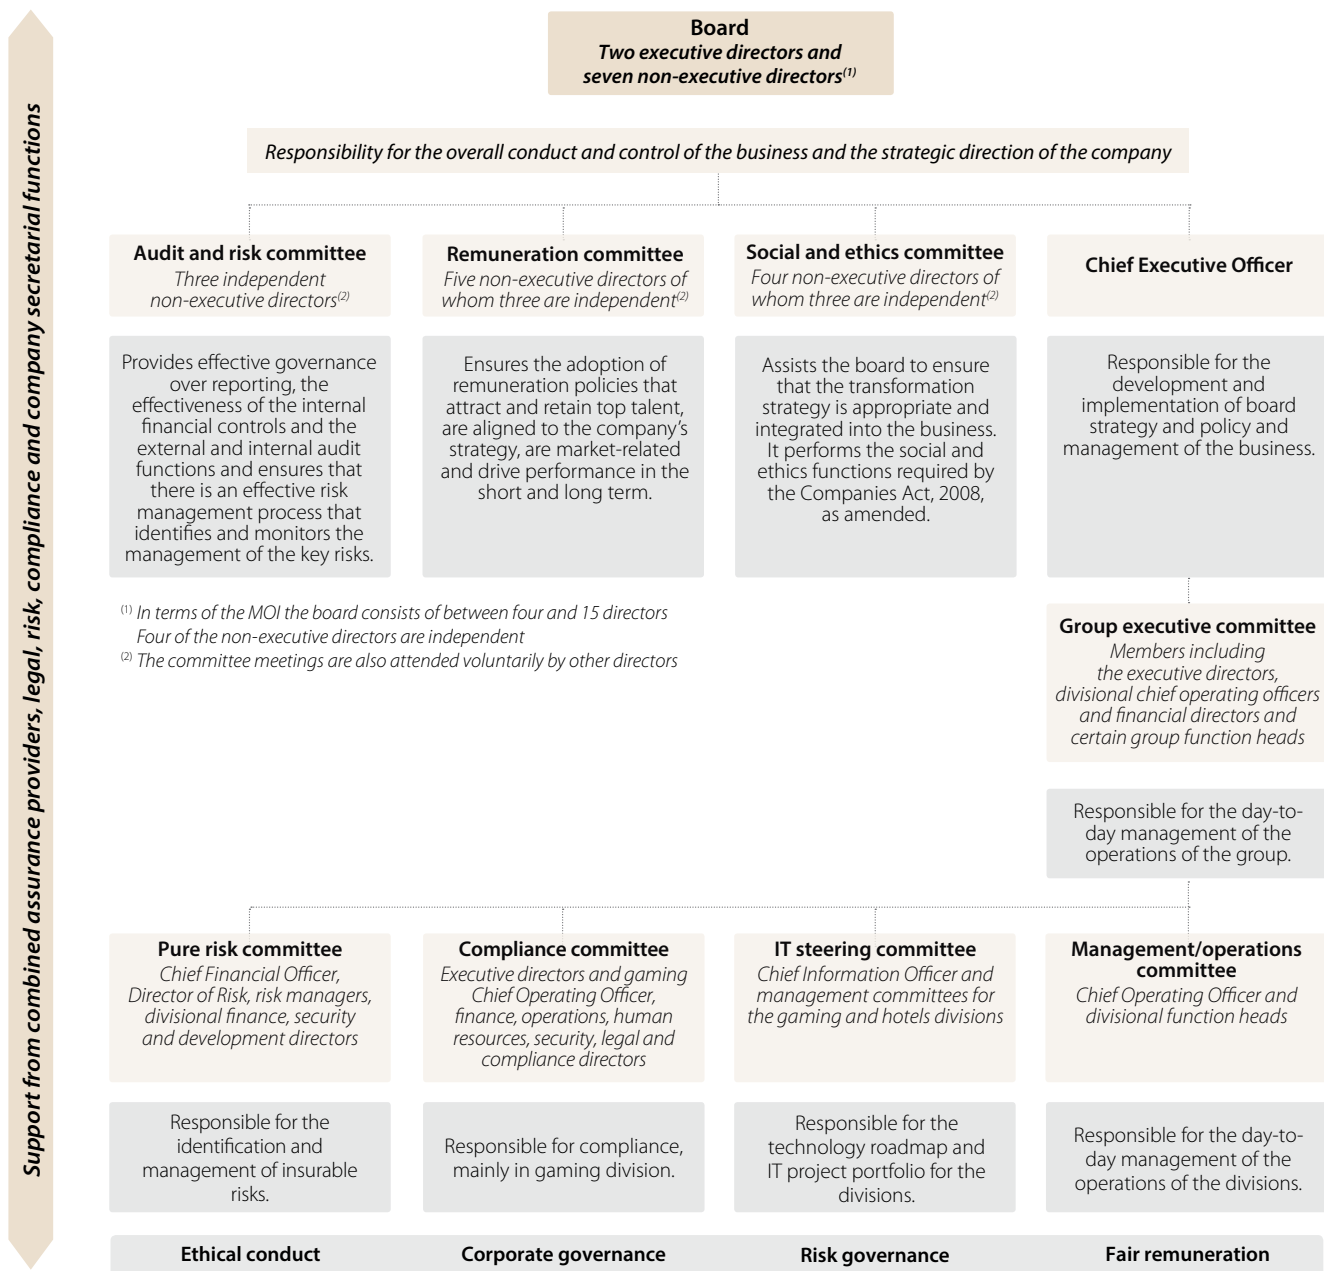 Support from combined assurance providers, legal, risk, compliance and company secretarial functions
Board
Two executive directors and
seven non-executive directors(1)
Responsibility for the overall conduct and control of the business and the strategic direction of the company
Audit and risk committee
Three independent
non-executive directors(2)
Provides effective governance
over reporting, the
effectiveness of the internal
financial controls and the
external and internal audit
functions and ensures that
there is an effective risk
management process that
identifies and monitors the
management of the key risks.
Remuneration committee
Five non-executive directors of
whom three are independent(2)
Ensures the adoption of
remuneration policies that
attract and retain top talent,
are aligned to the company’s
strategy, are market-related
and drive performance in the
short and long term.
Social and ethics committee
Four non-executive directors of
whom three are independent(2)
Assists the board to ensure
that the transformation
strategy is appropriate and
integrated into the business.
It performs the social and
ethics functions required by
the Companies Act, 2008,
as amended.
Chief Executive Officer
Responsible for the
development and
implementation of board
strategy and policy and
management of the business.
(1) In terms of the MOI the board consists of between four and 15 directors
Four of the non-executive directors are independent
(2) The committee meetings are also attended voluntarily by other directors
Group executive committee
Members including
the executive directors,
divisional chief operating officers
and financial directors and
certain group function heads
Responsible for the day-to-
day management of the
operations of the group.
Pure risk committee
Chief Financial Officer,
Director of Risk, risk managers,
divisional finance, security
and development directors
Responsible for the
identification and
management of insurable
risks.
Compliance committee
Executive directors and gaming
Chief Operating Officer,
finance, operations, human
resources, security, legal and
compliance directors
Responsible for compliance,
mainly in gaming division.
IT steering committee
Chief Information Officer and
management committees for
the gaming and hotels divisions
Responsible for the
technology roadmap and
IT project portfolio for the
divisions.
Management/operations
committee
Chief Operating Officer and
divisional function heads
Responsible for the day-to-
day management of the
operations of the divisions.
Ethical conduct
Corporate governance
Risk governance
Fair remuneration